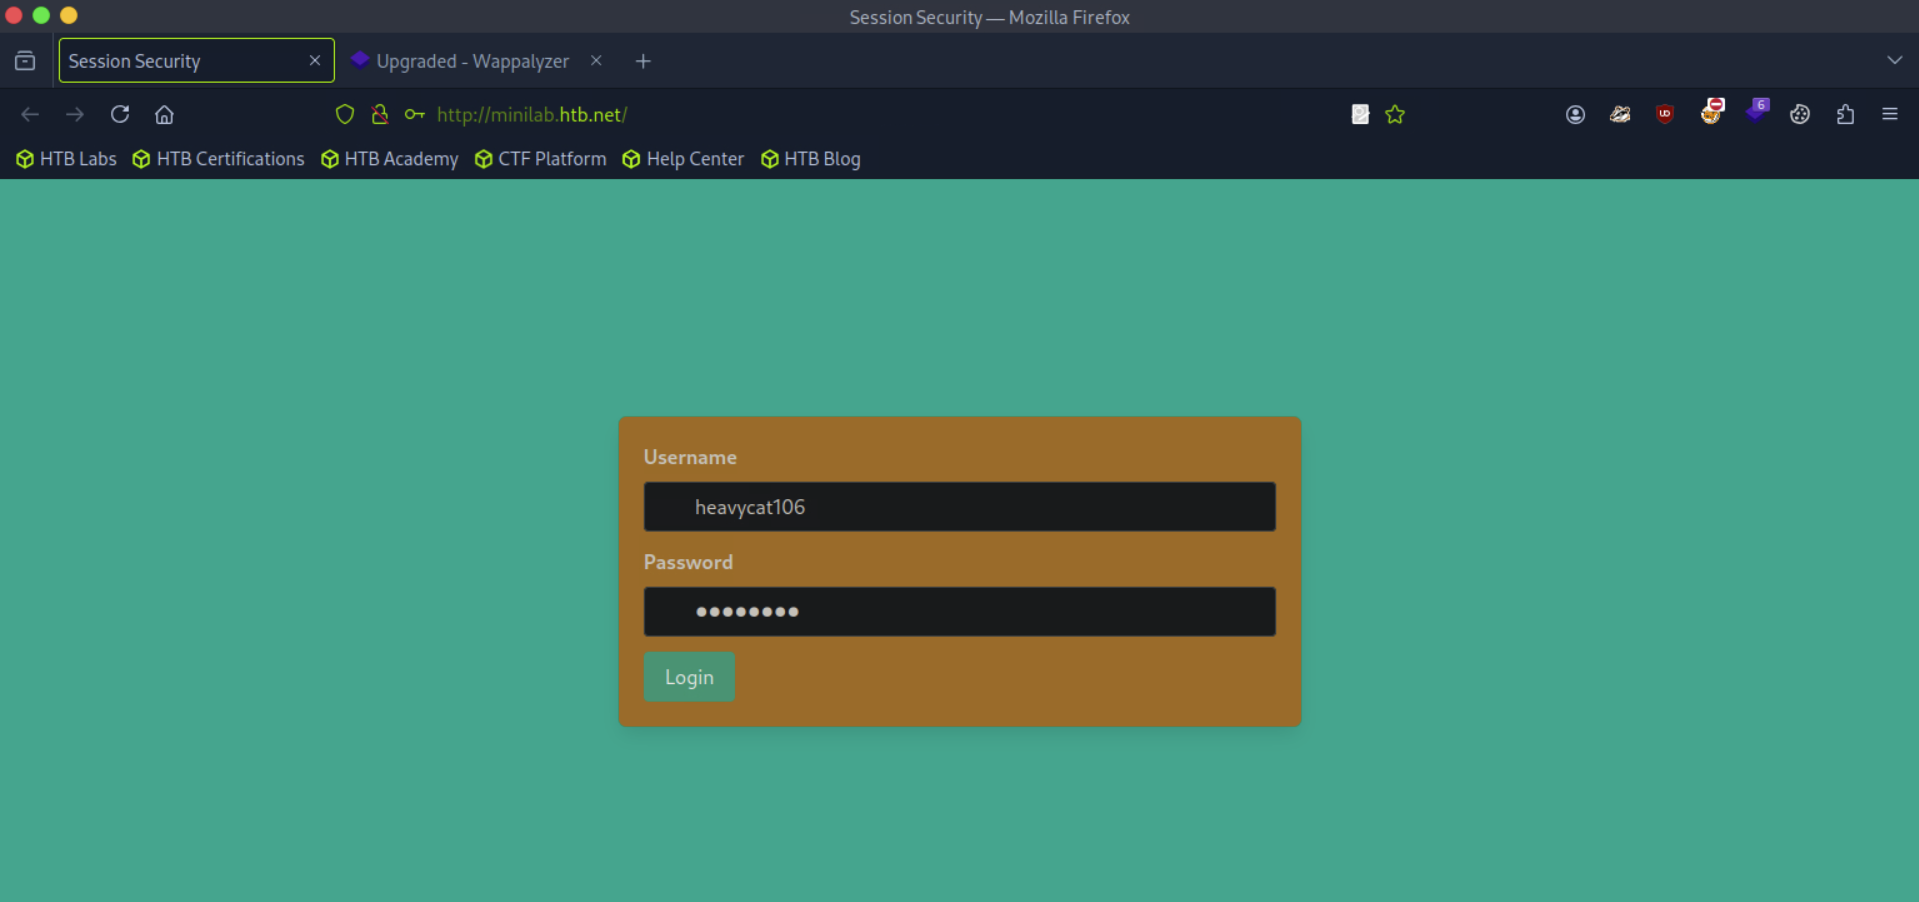 Session Security — Mozilla Firefox
Session Security
Upgraded - Wappalyzer
http://minilab.htb.net/
6
HTB Labs HTB Certifications HTB Academy CTF Platform Help Center HTB Blog
Username
heavycat106
Password
●●●●●●●●
Login